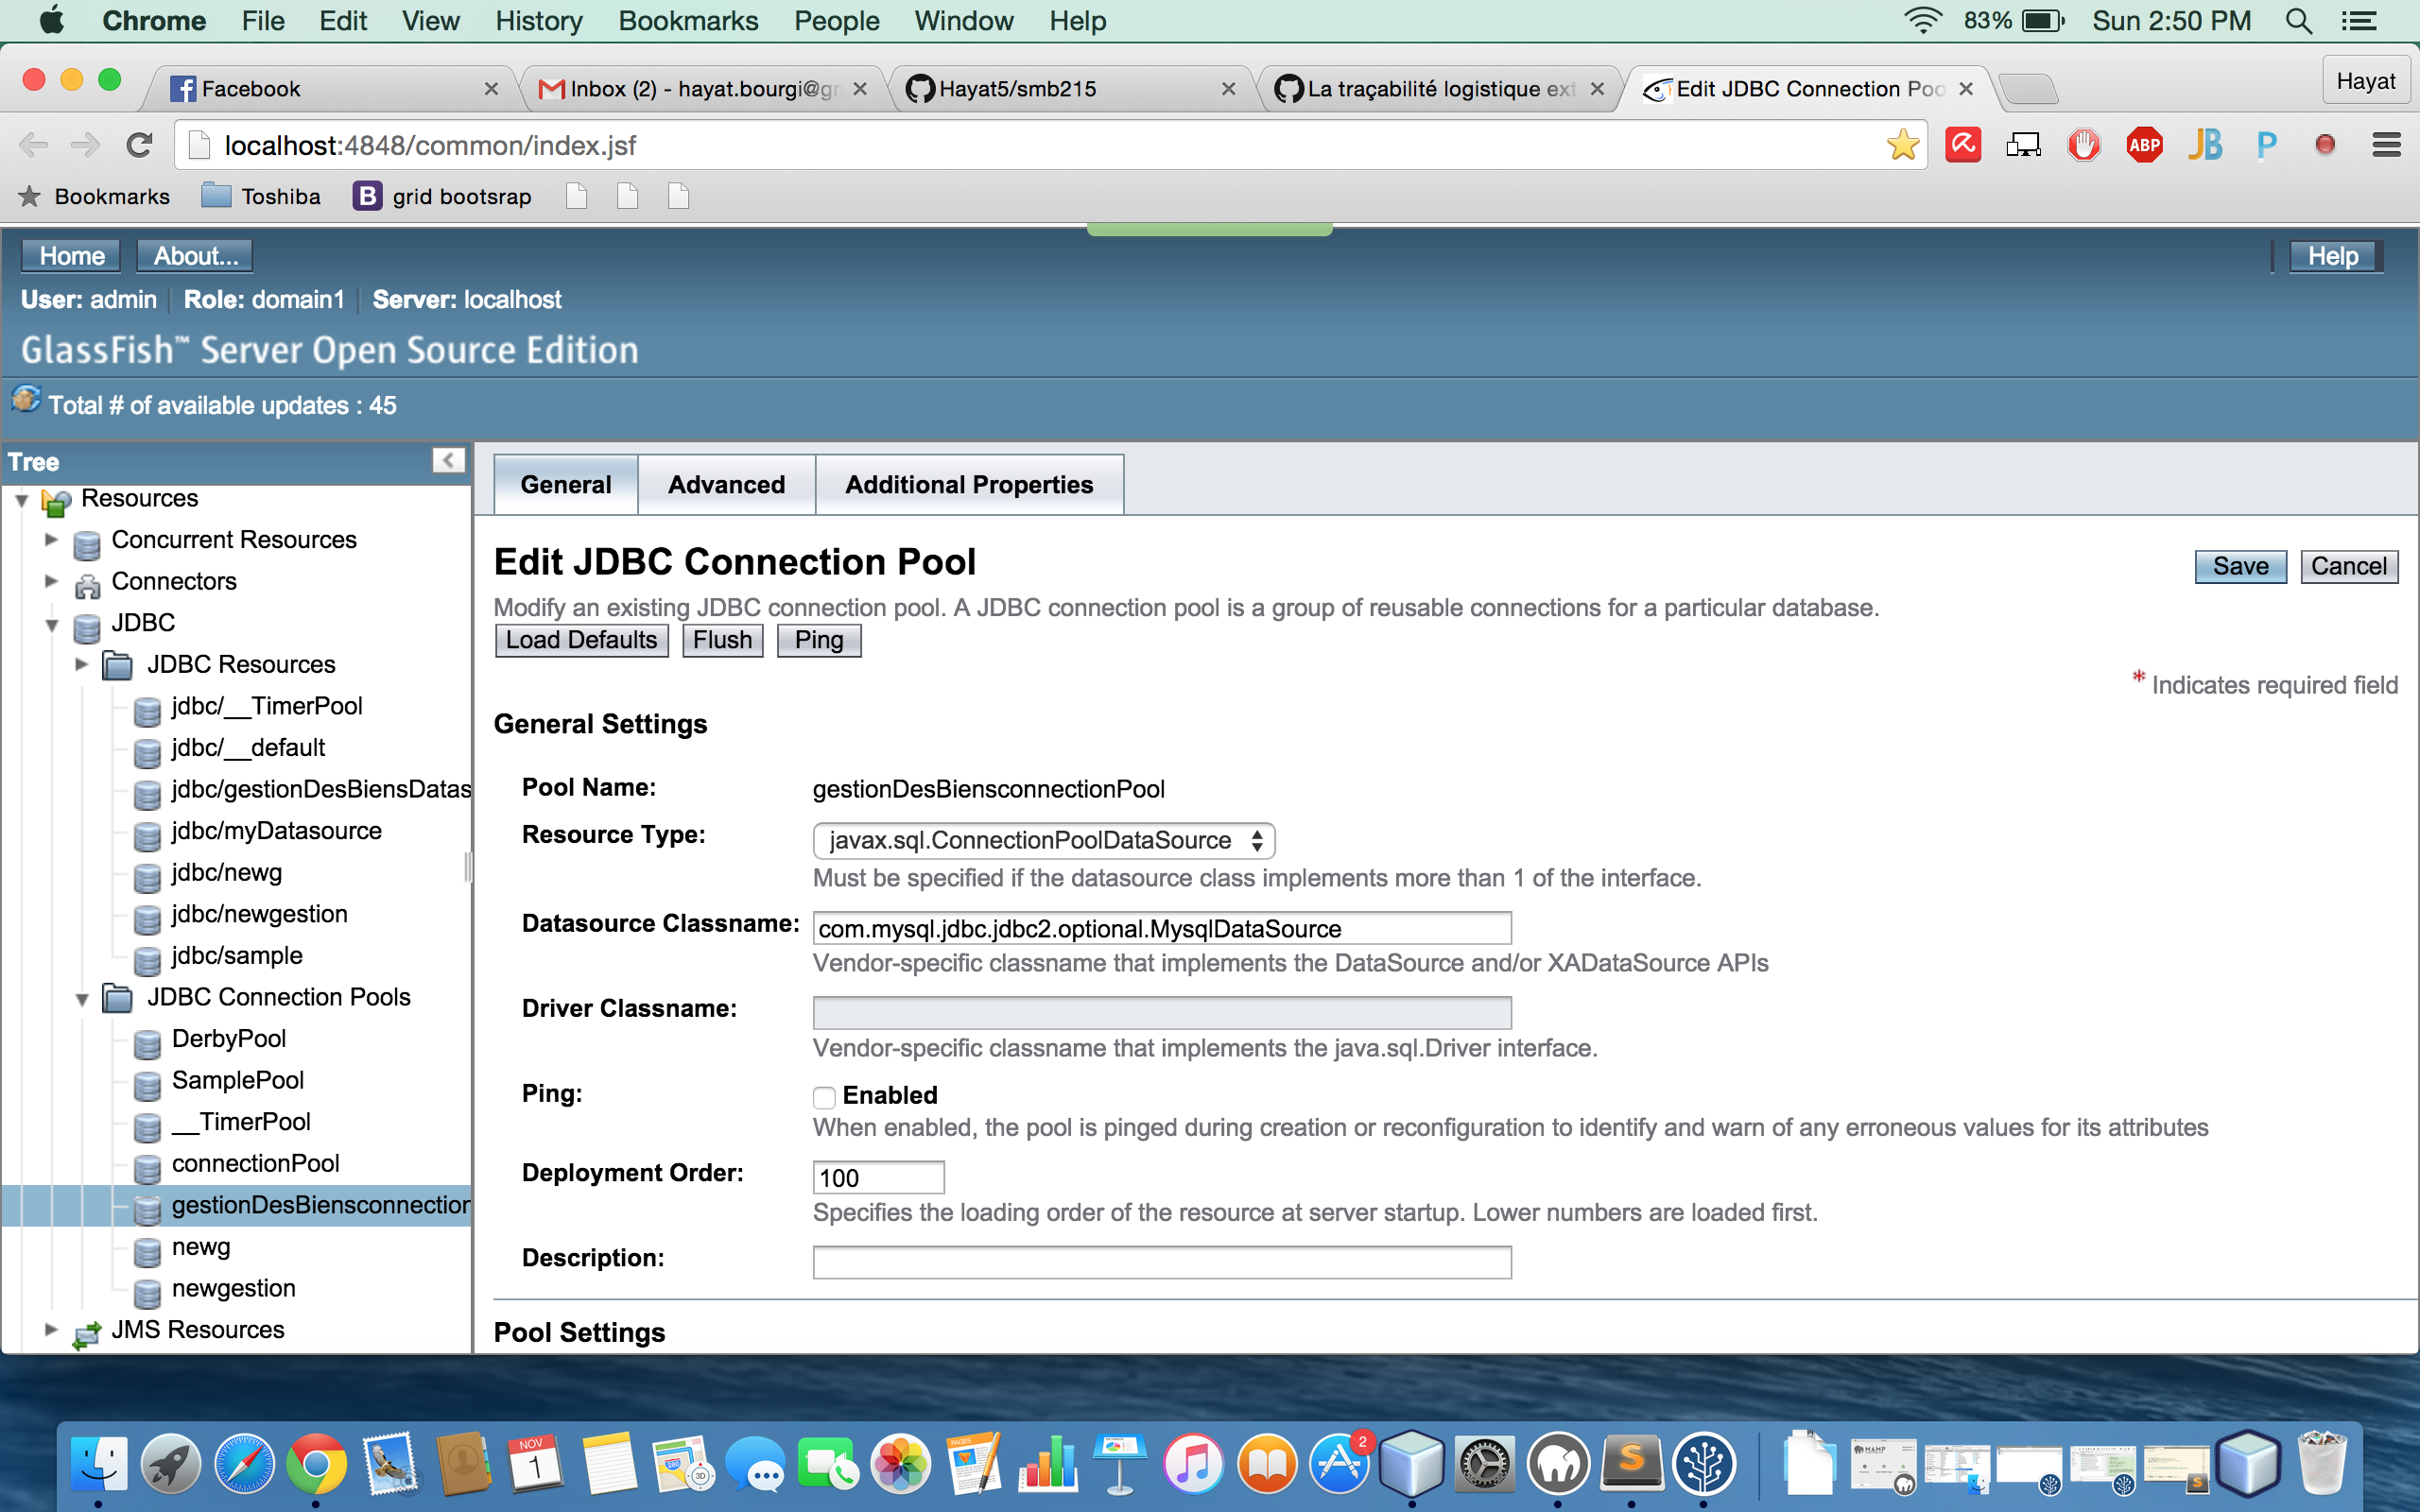 Chrome File Edit View History Bookmarks People Window Help 83% Sun 2:50 PM
Facebook Inbox (2) - hayat.bourgi@gr Hayat5/smb215 La traçabilité logistique ext Edit JDBC Connection Poo Hayat
localhost:4848/common/index.jsf ABP JB P
Bookmarks Toshiba B grid bootsrap
Home About... Help
User: admin Role: domain1 Server: localhost
GlassFish™ Server Open Source Edition
Total # of available updates : 45
Tree
Resources
Concurrent Resources
Connectors
JDBC
JDBC Resources
jdbc/__TimerPool
jdbc/__default
jdbc/gestionDesBiensDatas
jdbc/myDatasource
jdbc/newg
jdbc/newgestion
jdbc/sample
JDBC Connection Pools
DerbyPool
SamplePool
__TimerPool
connectionPool
gestionDesBiensconnection
newg
newgestion
JMS Resources
General Advanced Additional Properties
Edit JDBC Connection Pool Save Cancel
Modify an existing JDBC connection pool. A JDBC connection pool is a group of reusable connections for a particular database.
Load Defaults Flush Ping
* Indicates required field
General Settings
Pool Name: gestionDesBiensconnectionPool
Resource Type: javax.sql.ConnectionPoolDataSource
Must be specified if the datasource class implements more than 1 of the interface.
Datasource Classname: com.mysql.jdbc.jdbc2.optional.MysqlDataSource
Vendor-specific classname that implements the DataSource and/or XADataSource APIs
Driver Classname:
Vendor-specific classname that implements the java.sql.Driver interface.
Ping: Enabled
When enabled, the pool is pinged during creation or reconfiguration to identify and warn of any erroneous values for its attributes
Deployment Order: 100
Specifies the loading order of the resource at server startup. Lower numbers are loaded first.
Description:
Pool Settings
NOV
1
280
3D
PAGES
2
S
MAMP